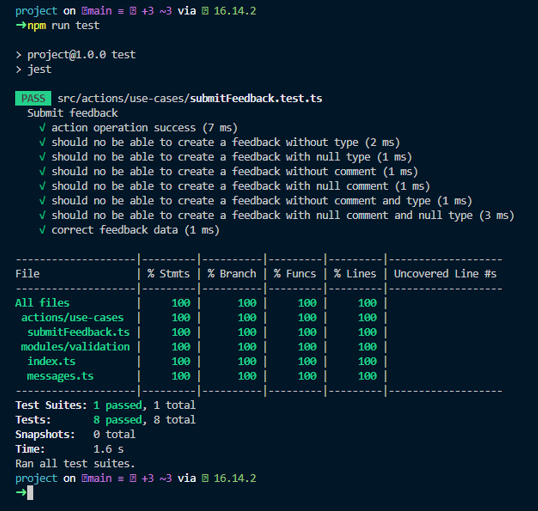 project on main ≡ +3 ~3 via 16.14.2
➜npm run test
> project@1.0.0 test
> jest
PASS src/actions/use-cases/submitFeedback.test.ts
Submit feedback
√ action operation success (7 ms)
√ should no be able to create a feedback without type (2 ms)
√ should no be able to create a feedback with null type (1 ms)
√ should no be able to create a feedback without comment (1 ms)
√ should no be able to create a feedback with null comment (1 ms)
√ should no be able to create a feedback without comment and type (1 ms)
√ should no be able to create a feedback with null comment and null type (3 ms)
√ correct feedback data (1 ms)
--------------------|---------|----------|---------|---------|-------------------
File | % Stmts | % Branch | % Funcs | % Lines | Uncovered Line #s
--------------------|---------|----------|---------|---------|-------------------
All files | 100 | 100 | 100 | 100 |
actions/use-cases | 100 | 100 | 100 | 100 |
submitFeedback.ts | 100 | 100 | 100 | 100 |
modules/validation | 100 | 100 | 100 | 100 |
index.ts | 100 | 100 | 100 | 100 |
messages.ts | 100 | 100 | 100 | 100 |
--------------------|---------|----------|---------|---------|-------------------
Test Suites: 1 passed, 1 total
Tests: 8 passed, 8 total
Snapshots: 0 total
Time: 1.6 s
Ran all test suites.
project on main ≡ +3 ~3 via 16.14.2
➜